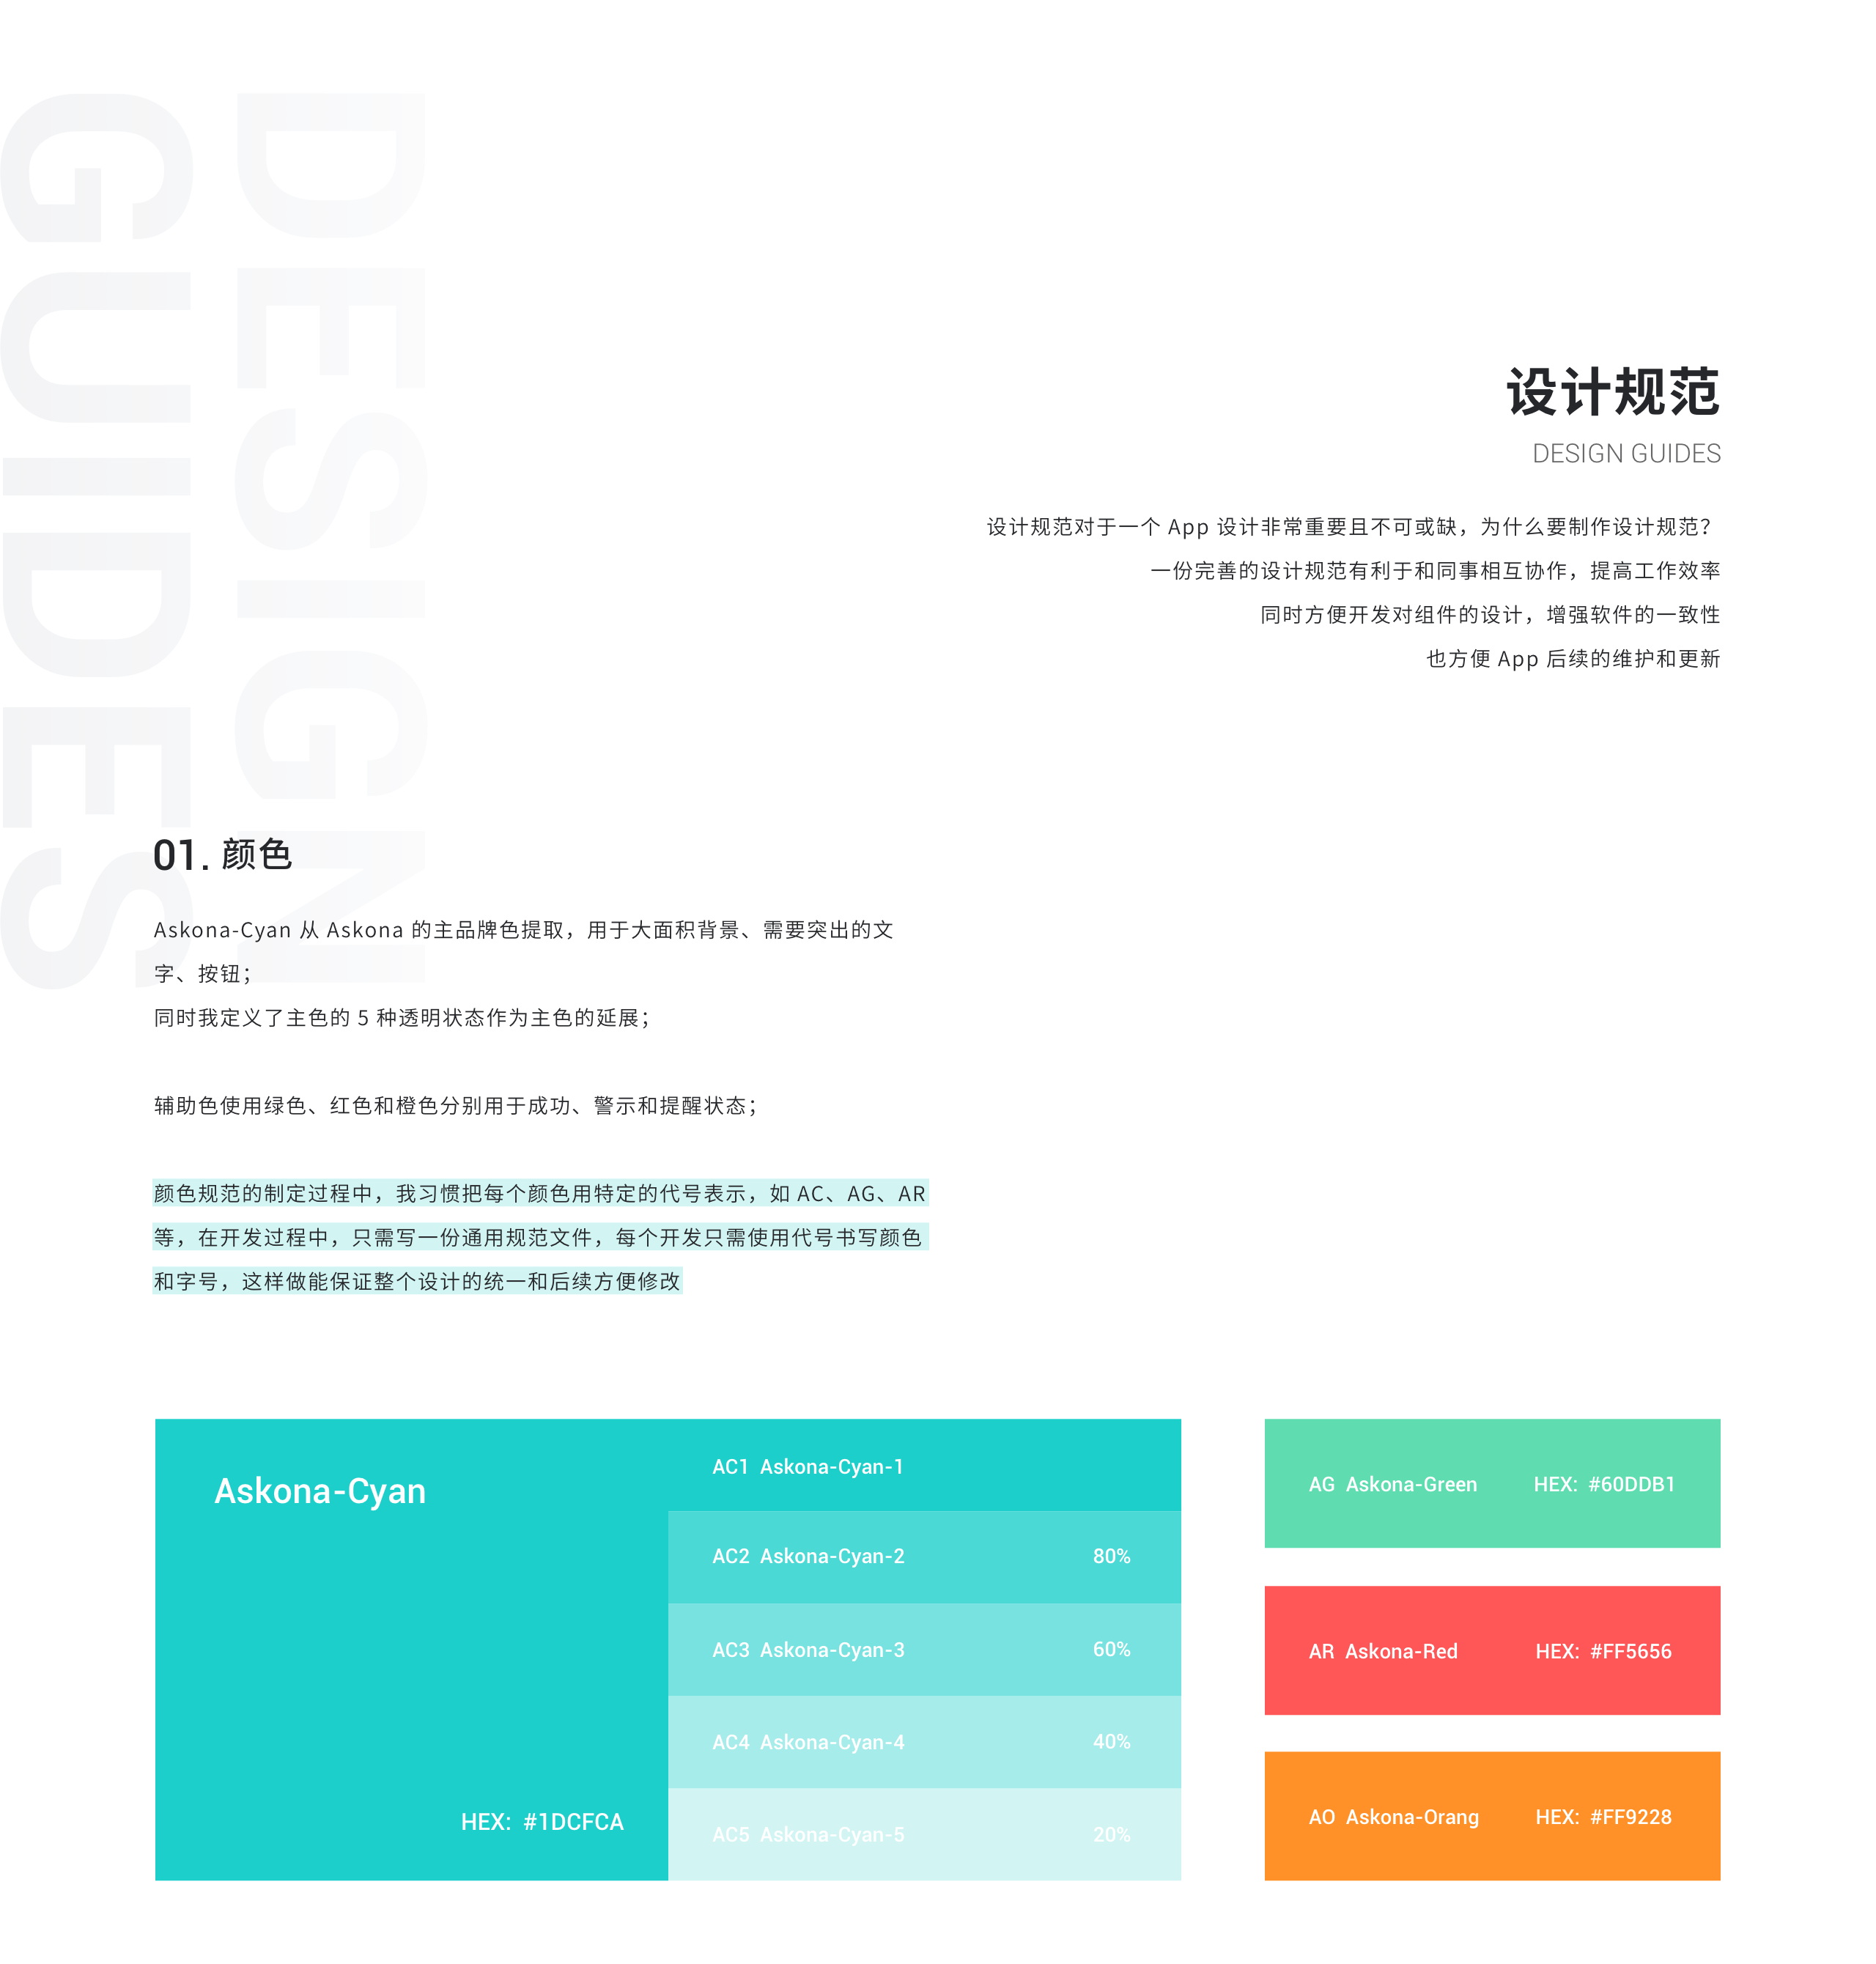 DESIGN
GUIDES
设计规范
DESIGN GUIDES
设计规范对于一个 App 设计非常重要且不可或缺，为什么要制作设计规范？
一份完善的设计规范有利于和同事相互协作，提高工作效率
同时方便开发对组件的设计，增强软件的一致性
也方便 App 后续的维护和更新
01. 颜色
Askona-Cyan 从 Askona 的主品牌色提取，用于大面积背景、需要突出的文
字、按钮；
同时我定义了主色的 5 种透明状态作为主色的延展；
辅助色使用绿色、红色和橙色分别用于成功、警示和提醒状态；
颜色规范的制定过程中，我习惯把每个颜色用特定的代号表示，如 AC、AG、AR
等，在开发过程中，只需写一份通用规范文件，每个开发只需使用代号书写颜色
和字号，这样做能保证整个设计的统一和后续方便修改
Askona-Cyan
HEX: #1DCFCA
AC1 Askona-Cyan-1
AC2 Askona-Cyan-2 80%
AC3 Askona-Cyan-3 60%
AC4 Askona-Cyan-4 40%
AC5 Askona-Cyan-5 20%
AG Askona-Green HEX: #60DDB1
AR Askona-Red HEX: #FF5656
AO Askona-Orang HEX: #FF9228